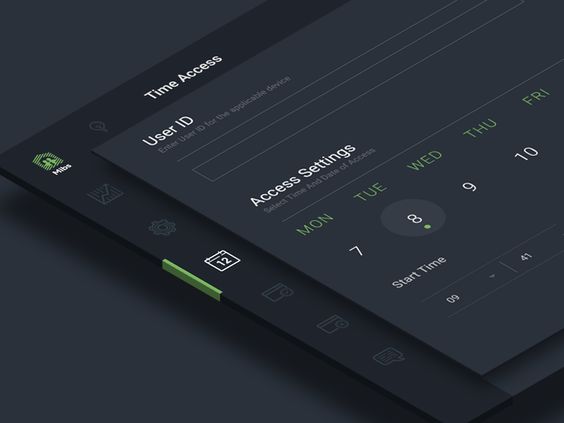 Time Access
User ID
Enter User ID for the applicable device
Access Settings
Select Time And Date of Access
MON TUE WED THU FRI
7 8 9 10
Start Time
09 41
Mibs
12